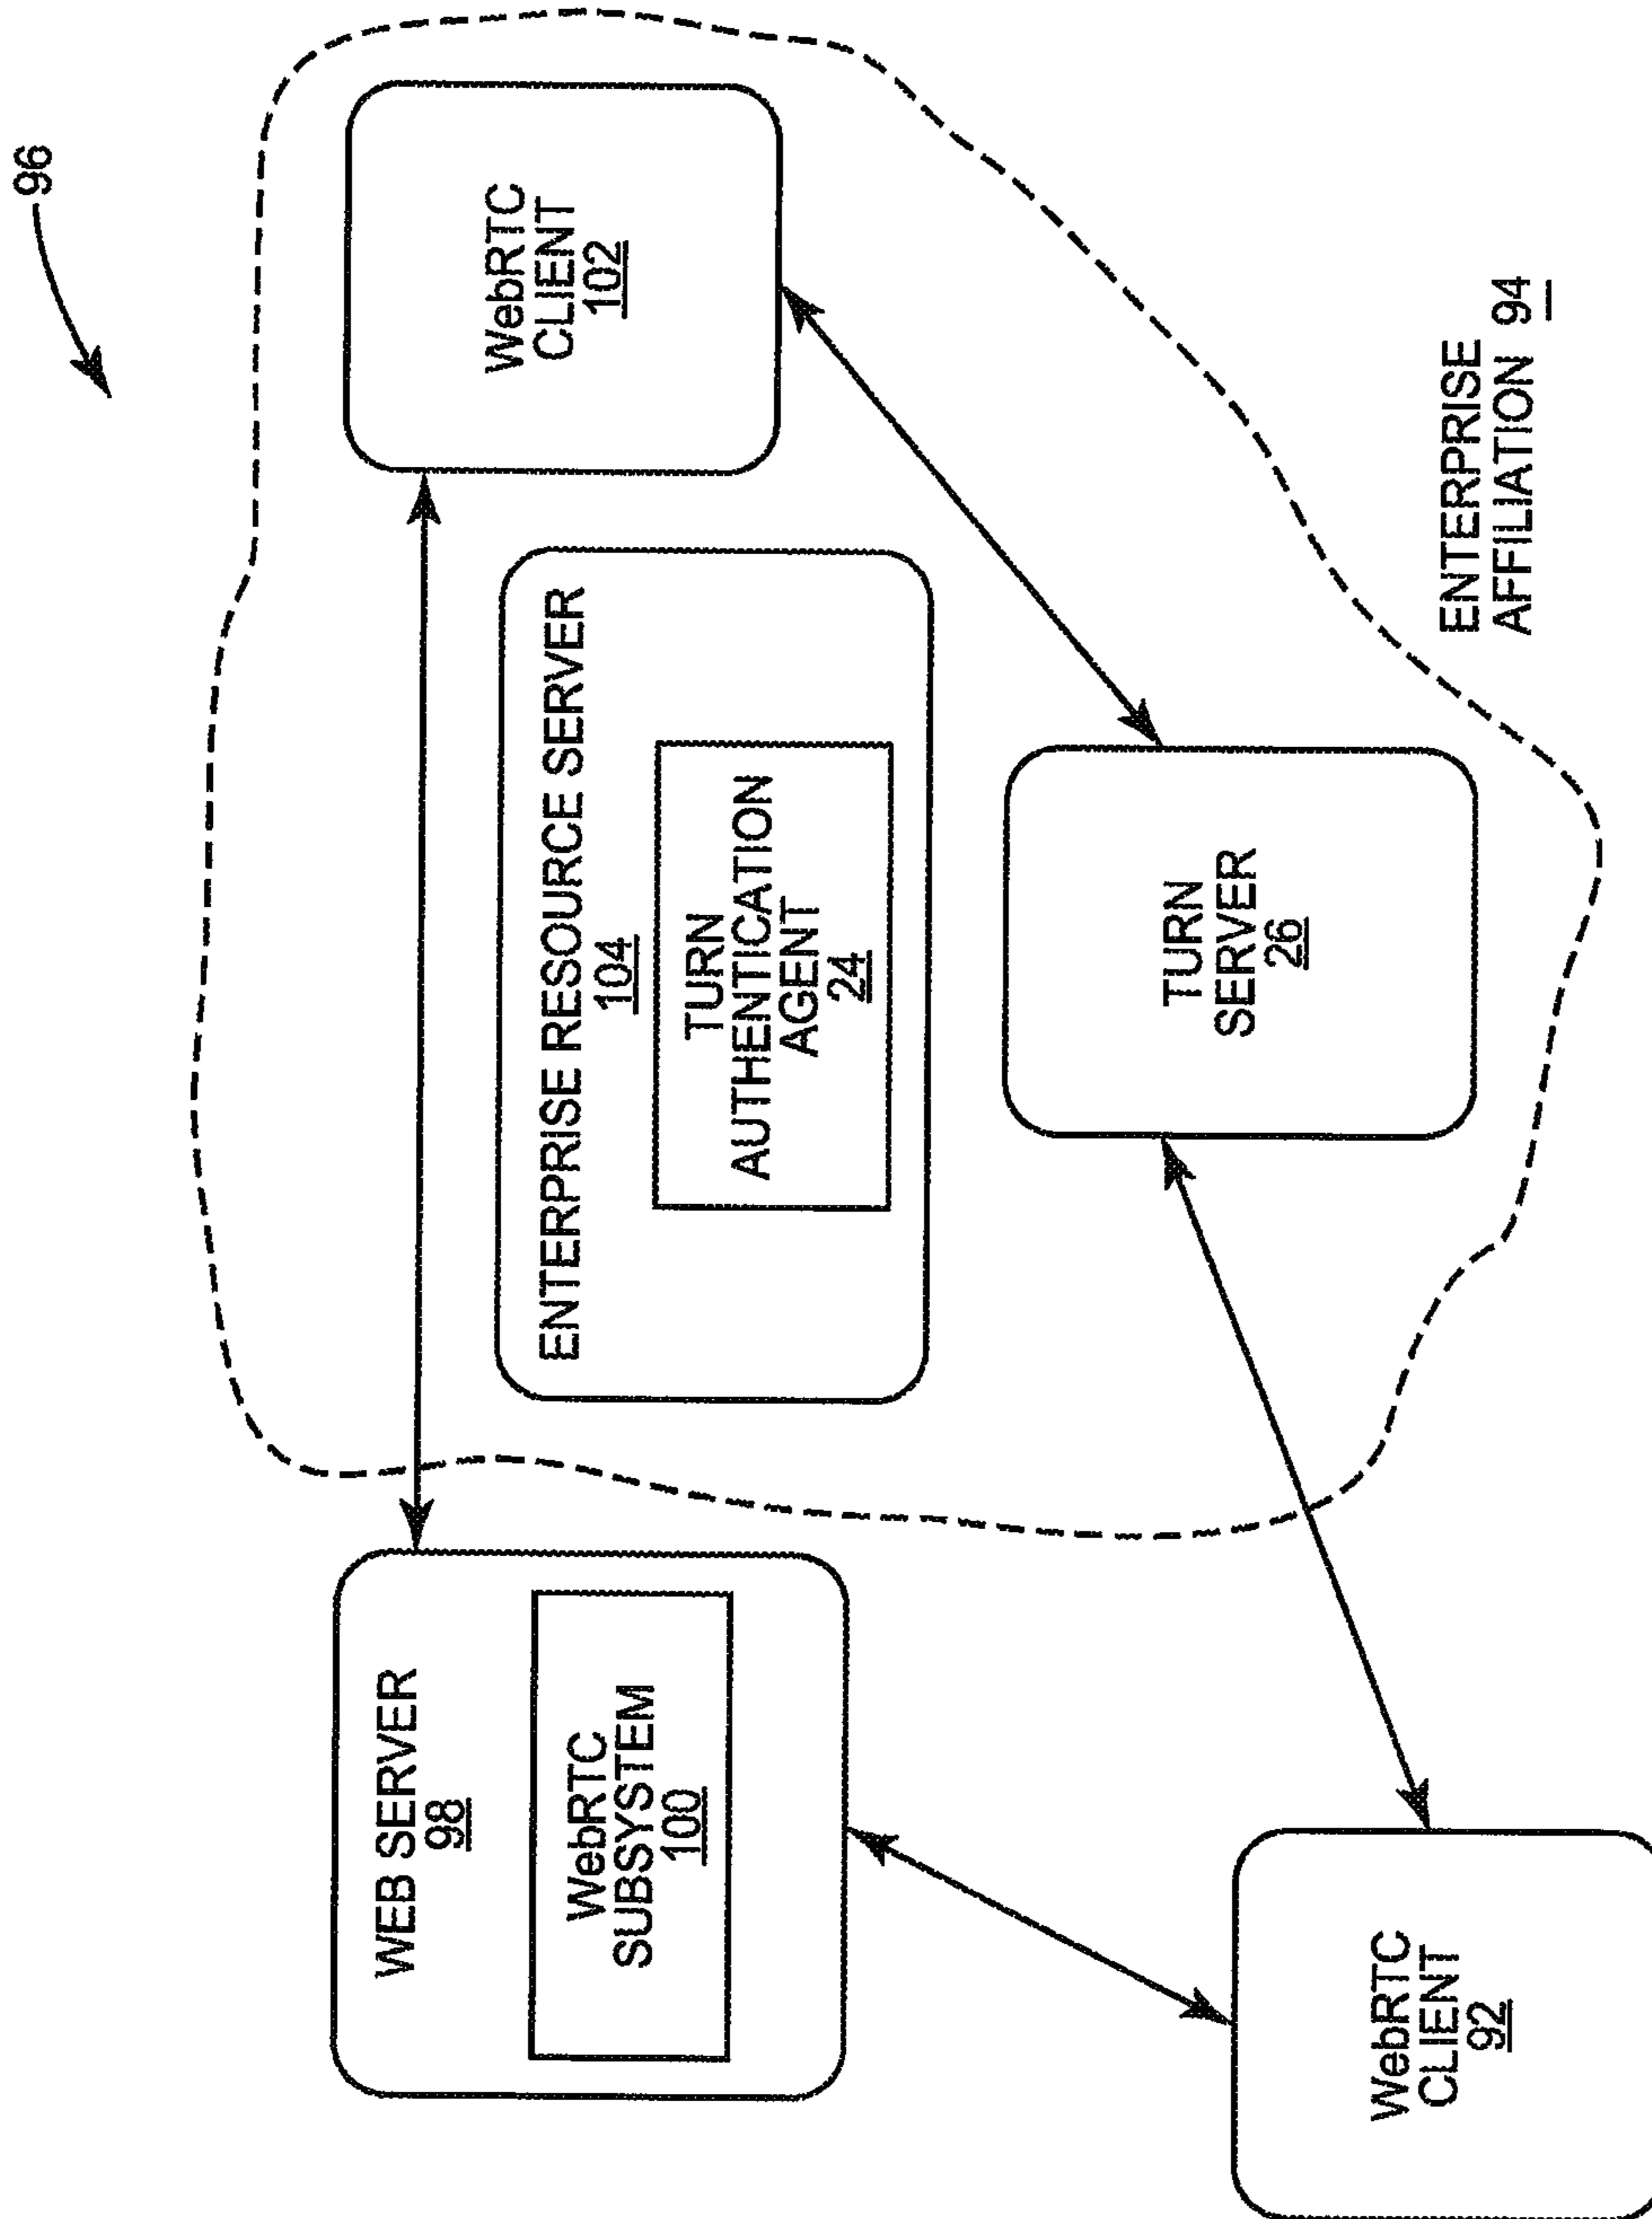 96
WEB SERVER
98
WebRTC
SUBSYSTEM
100
ENTERPRISE RESOURCE SERVER
104
TURN
AUTHENTICATION
AGENT
24
WebRTC
CLIENT
102
WebRTC
CLIENT
92
TURN
SERVER
26
ENTERPRISE
AFFILIATION 94